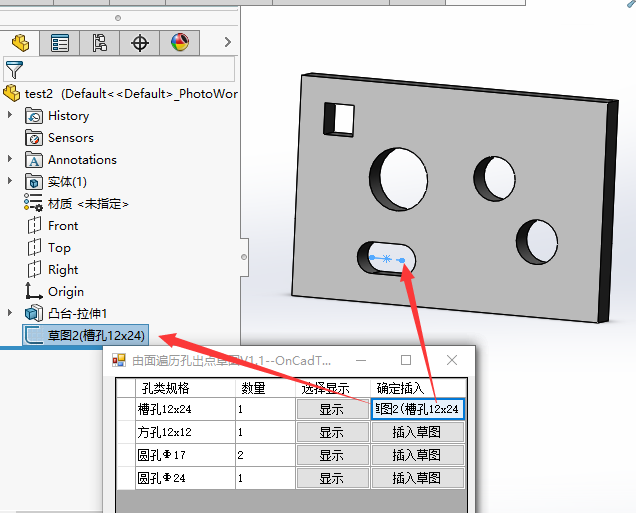 test2 (Default<<Default>_PhotoWor
History
Sensors
Annotations
实体(1)
材质 <未指定>
Front
Top
Right
Origin
凸台-拉伸1
草图2(槽孔12x24)
由面遍历孔出点草图V1.1--OnCadT...
孔类规格 数量 选择显示 确定插入
槽孔12x24 1 显示 草图2(槽孔12x24
方孔12x12 1 显示 插入草图
圆孔Φ17 2 显示 插入草图
圆孔Φ24 1 显示 插入草图